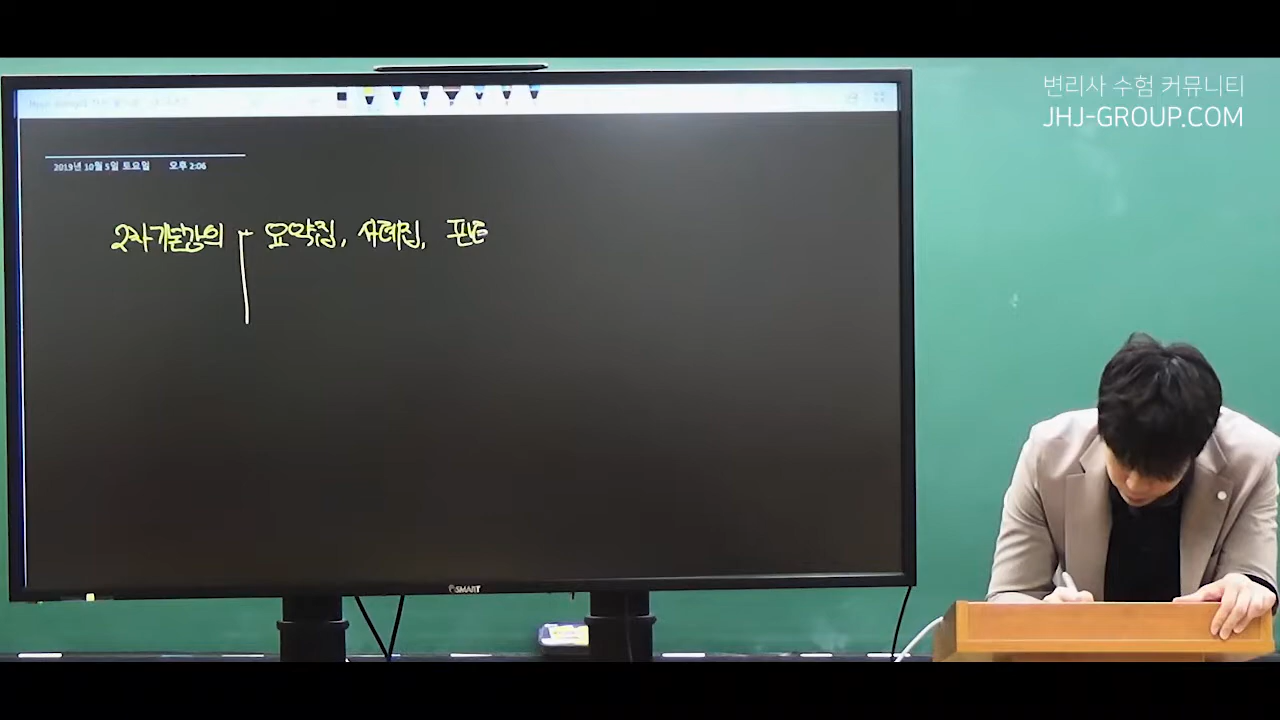 변리사 수험 커뮤니티
JHJ-GROUP.COM
2019년 10월 5일 토요일 오후 2:06
2차 기본강의 요약집, 사례집, 판
SMART